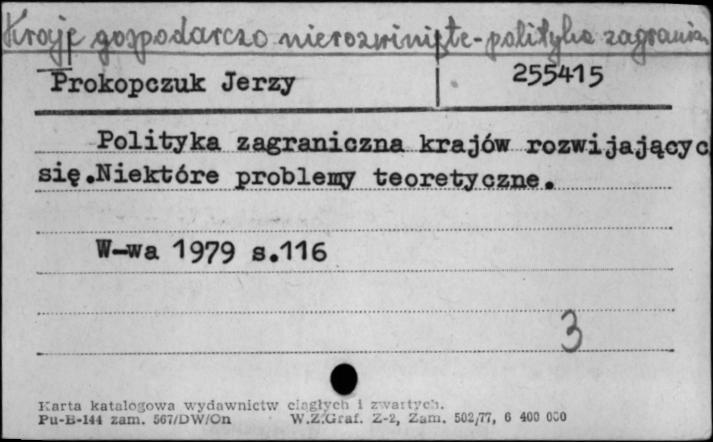 Kraje gospodarczo nierozwinięte-polityka zagranicz
Prokopczuk Jerzy 255415
Polityka zagraniczna krajów rozwijającyc
się.Niektóre problemy teoretyczne.
W-wa 1979 s.116
3
Karta katalogowa wydawnictw ciągłych i zwartych.
Pu-B-144 zam. 567/DW/On W.Z.Graf. Z-2, Zam. 502/77, 6 400 000